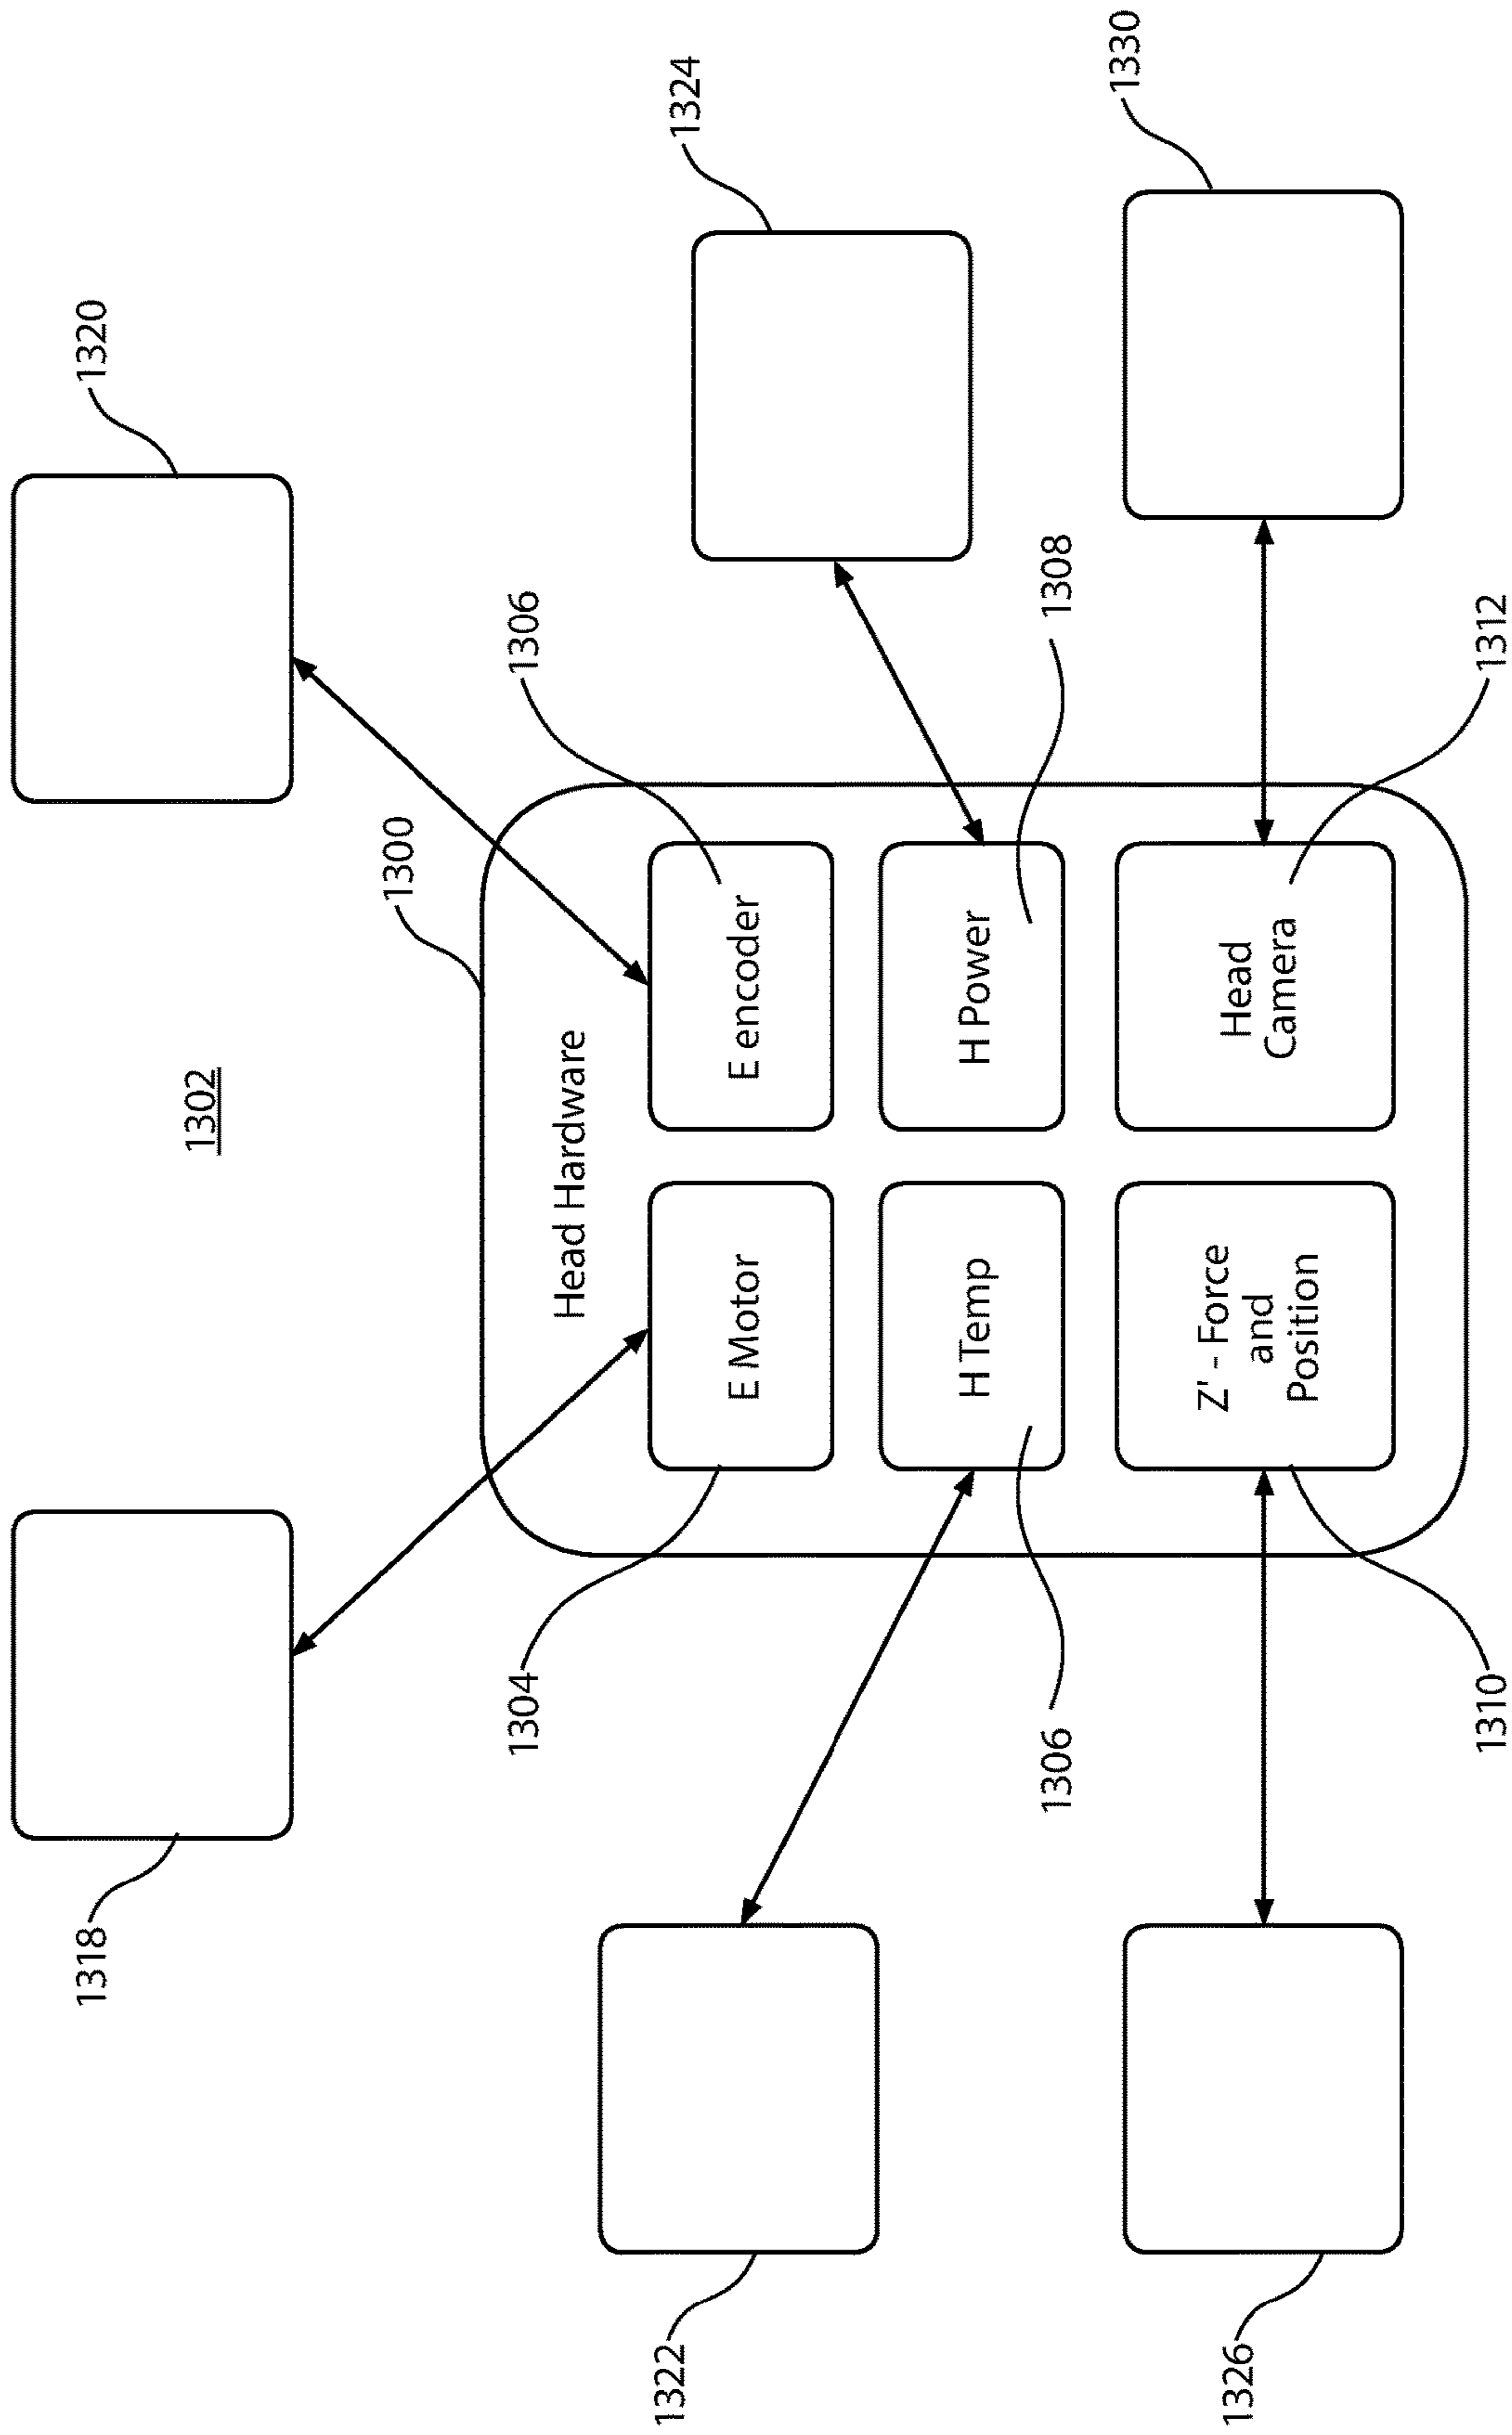 1318
1320
1302
1300
1304
1306
Head Hardware
1322
1324
E Motor
E encoder
H Temp
H Power
1306
1308
1330
Z' - Force
and
Position
Head
Camera
1326
1310
1312